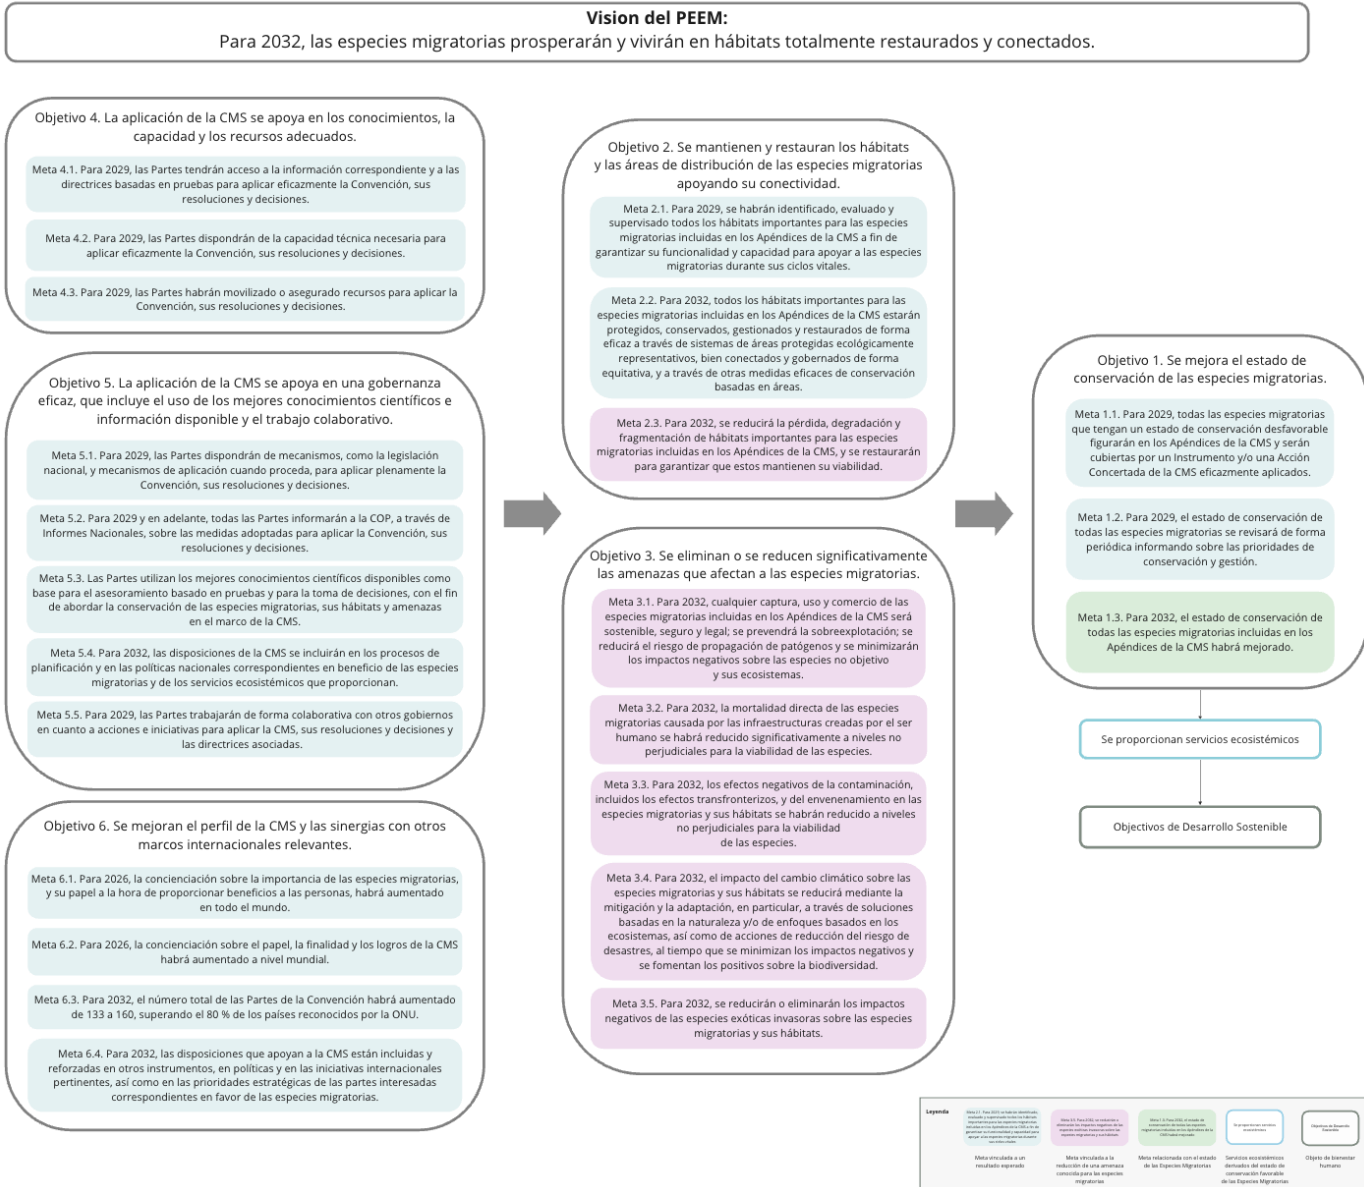 Vision del PEEM:
Para 2032, las especies migratorias prosperarán y vivirán en hábitats totalmente restaurados y conectados.
Objetivo 4. La aplicación de la CMS se apoya en los conocimientos, la
capacidad y los recursos adecuados.
Meta 4.1. Para 2029, las Partes tendrán acceso a la información correspondiente y a las
directrices basadas en pruebas para aplicar eficazmente la Convención, sus
resoluciones y decisiones.
Meta 4.2. Para 2029, las Partes dispondrán de la capacidad técnica necesaria para
aplicar eficazmente la Convención, sus resoluciones y decisiones.
Meta 4.3. Para 2029, las Partes habrán movilizado o asegurado recursos para aplicar la
Convención, sus resoluciones y decisiones.
Objetivo 5. La aplicación de la CMS se apoya en una gobernanza
eficaz, que incluye el uso de los mejores conocimientos científicos e
información disponible y el trabajo colaborativo.
Meta 5.1. Para 2029, las Partes dispondrán de mecanismos, como la legislación
nacional, y mecanismos de aplicación cuando proceda, para aplicar plenamente la
Convención, sus resoluciones y decisiones.
Meta 5.2. Para 2029 y en adelante, todas las Partes informarán a la COP, a través de
Informes Nacionales, sobre las medidas adoptadas para aplicar la Convención, sus
resoluciones y decisiones.
Meta 5.3. Las Partes utilizan los mejores conocimientos científicos disponibles como
base para el asesoramiento basado en pruebas y para la toma de decisiones, con el fin
de abordar la conservación de las especies migratorias, sus hábitats y amenazas
en el marco de la CMS.
Meta 5.4. Para 2032, las disposiciones de la CMS se incluirán en los procesos de
planificación y en las políticas nacionales correspondientes en beneficio de las especies
migratorias y de los servicios ecosistémicos que proporcionan.
Meta 5.5. Para 2029, las Partes trabajarán de forma colaborativa con otros gobiernos
en cuanto a acciones e iniciativas para aplicar la CMS, sus resoluciones y decisiones y
las directrices asociadas.
Objetivo 6. Se mejoran el perfil de la CMS y las sinergias con otros
marcos internacionales relevantes.
Meta 6.1. Para 2026, la concienciación sobre la importancia de las especies migratorias,
y su papel a la hora de proporcionar beneficios a las personas, habrá aumentado
en todo el mundo.
Meta 6.2. Para 2026, la concienciación sobre el papel, la finalidad y los logros de la CMS
habrá aumentado a nivel mundial.
Meta 6.3. Para 2032, el número total de las Partes de la Convención habrá aumentado
de 133 a 160, superando el 80 % de los países reconocidos por la ONU.
Meta 6.4. Para 2032, las disposiciones que apoyan a la CMS están incluidas y
reforzadas en otros instrumentos, en políticas y en las iniciativas internacionales
pertinentes, así como en las prioridades estratégicas de las partes interesadas
correspondientes en favor de las especies migratorias.
Objetivo 2. Se mantienen y restauran los hábitats
y las áreas de distribución de las especies migratorias
apoyando su conectividad.
Meta 2.1. Para 2029, se habrán identificado, evaluado y
supervisado todos los hábitats importantes para las especies
migratorias incluidas en los Apéndices de la CMS a fin de
garantizar su funcionalidad y capacidad para apoyar a las especies
migratorias durante sus ciclos vitales.
Meta 2.2. Para 2032, todos los hábitats importantes para las
especies migratorias incluidas en los Apéndices de la CMS estarán
protegidos, conservados, gestionados y restaurados de forma
eficaz a través de sistemas de áreas protegidas ecológicamente
representativos, bien conectados y gobernados de forma
equitativa, y a través de otras medidas eficaces de conservación
basadas en áreas.
Meta 2.3. Para 2032, se reducirá la pérdida, degradación y
fragmentación de hábitats importantes para las especies
migratorias incluidas en los Apéndices de la CMS, y se restaurarán
para garantizar que estos mantienen su viabilidad.
Objetivo 3. Se eliminan o se reducen significativamente
las amenazas que afectan a las especies migratorias.
Meta 3.1. Para 2032, cualquier captura, uso y comercio de las
especies migratorias incluidas en los Apéndices de la CMS será
sostenible, seguro y legal; se prevendrá la sobreexplotación; se
reducirá el riesgo de propagación de patógenos y se minimizarán
los impactos negativos sobre las especies no objetivo
y sus ecosistemas.
Meta 3.2. Para 2032, la mortalidad directa de las especies
migratorias causada por las infraestructuras creadas por el ser
humano se habrá reducido significativamente a niveles no
perjudiciales para la viabilidad de las especies.
Meta 3.3. Para 2032, los efectos negativos de la contaminación,
incluidos los efectos transfronterizos, y del envenenamiento en las
especies migratorias y sus hábitats se habrán reducido a niveles
no perjudiciales para la viabilidad
de las especies.
Meta 3.4. Para 2032, el impacto del cambio climático sobre las
especies migratorias y sus hábitats se reducirá mediante la
mitigación y la adaptación, en particular, a través de soluciones
basadas en la naturaleza y/o de enfoques basados en los
ecosistemas, así como de acciones de reducción del riesgo de
desastres, al tiempo que se minimizan los impactos negativos y
se fomentan los positivos sobre la biodiversidad.
Meta 3.5. Para 2032, se reducirán o eliminarán los impactos
negativos de las especies exóticas invasoras sobre las especies
migratorias y sus hábitats.
Objetivo 1. Se mejora el estado de
conservación de las especies migratorias.
Meta 1.1. Para 2029, todas las especies migratorias
que tengan un estado de conservación desfavorable
figurarán en los Apéndices de la CMS y serán
cubiertas por un Instrumento y/o una Acción
Concertada de la CMS eficazmente aplicados.
Meta 1.2. Para 2029, el estado de conservación de
todas las especies migratorias se revisará de forma
periódica informando sobre las prioridades de
conservación y gestión.
Meta 1.3. Para 2032, el estado de conservación de
todas las especies migratorias incluidas en los
Apéndices de la CMS habrá mejorado.
Se proporcionan servicios ecosistémicos
Objectivos de Desarrollo Sostenible
Leyenda
Meta vinculada a un
resultado esperado
Meta vinculada a la
reducción de una amenaza
conocida para las especies
migratorias
Meta relacionada con el estado
de las Especies Migratorias
Servicios ecosistémicos
derivados del estado de
conservación favorable
de las Especies Migratorias
Objeto de bienestar
humano